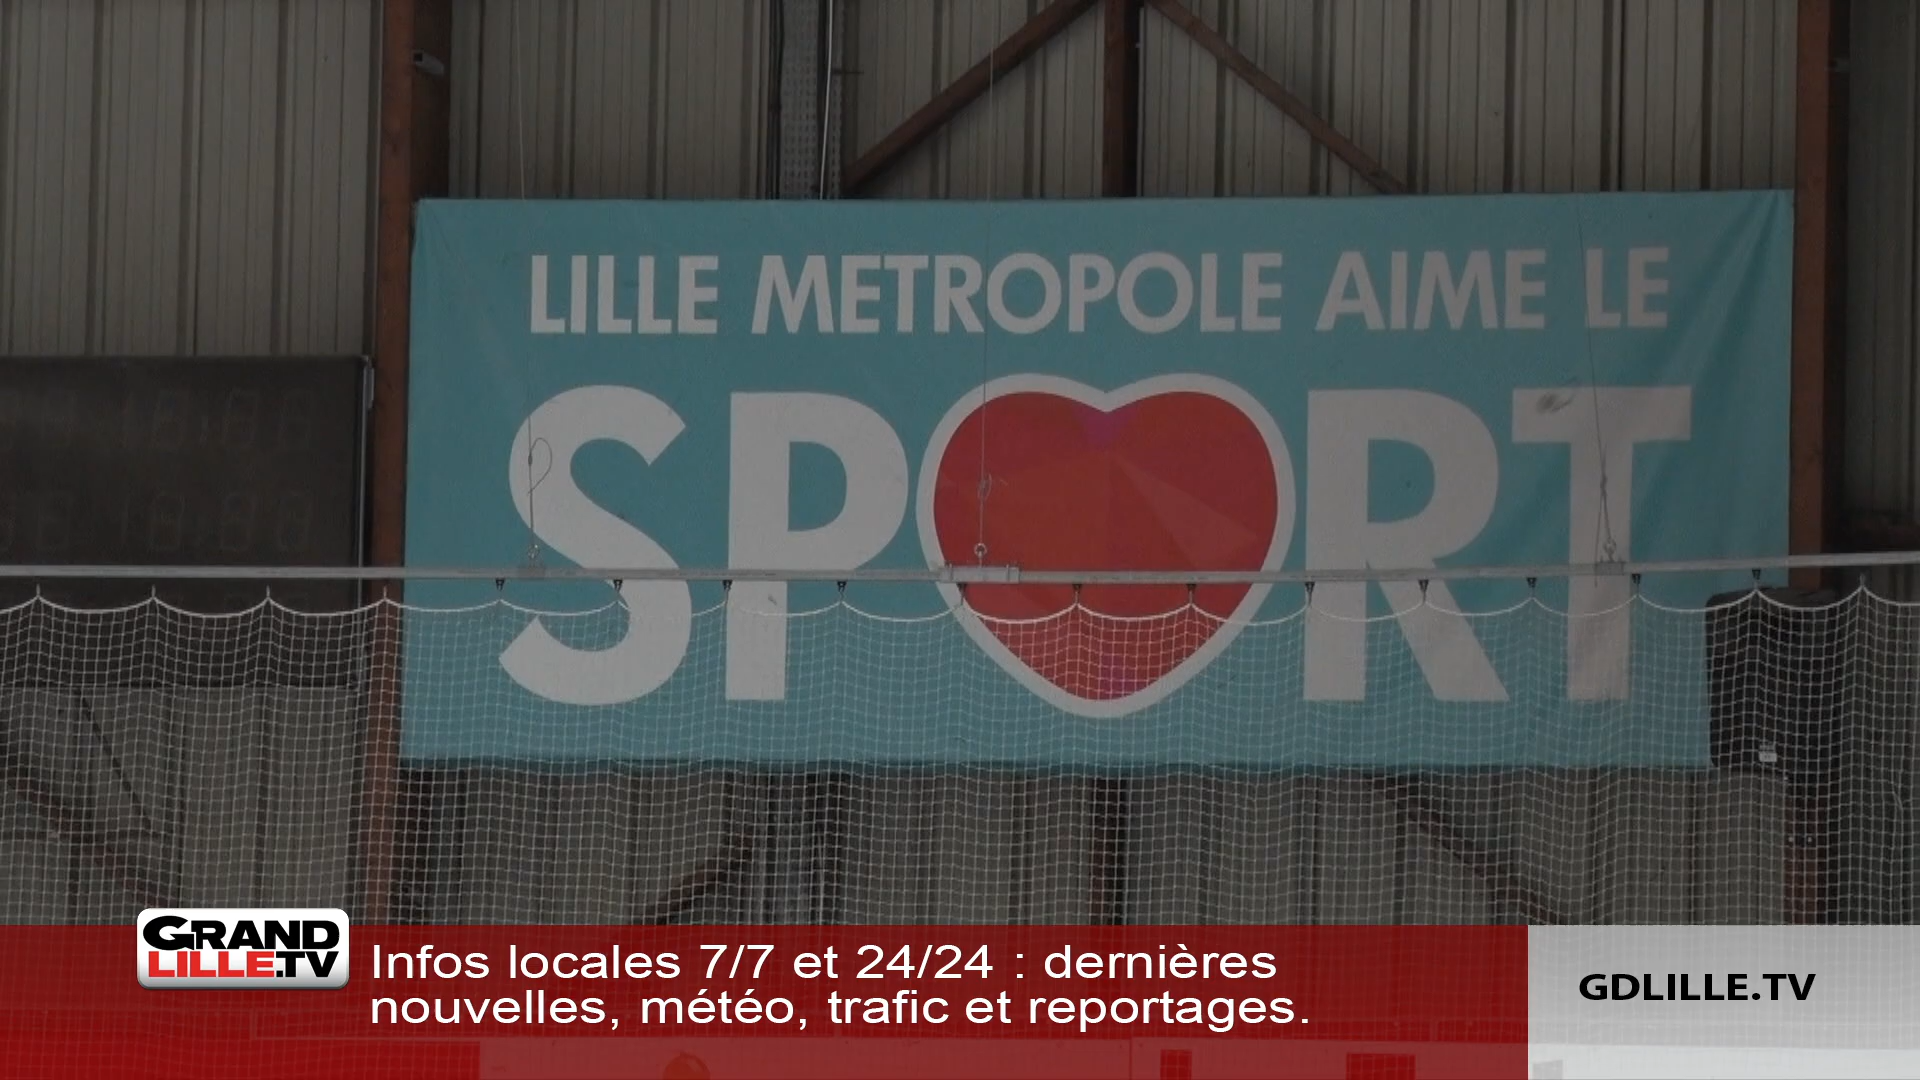 LILLE METROPOLE AIME LE
SPORT
GRAND
LILLE.TV
Infos locales 7/7 et 24/24 : dernières
nouvelles, météo, trafic et reportages.
GDLILLE.TV